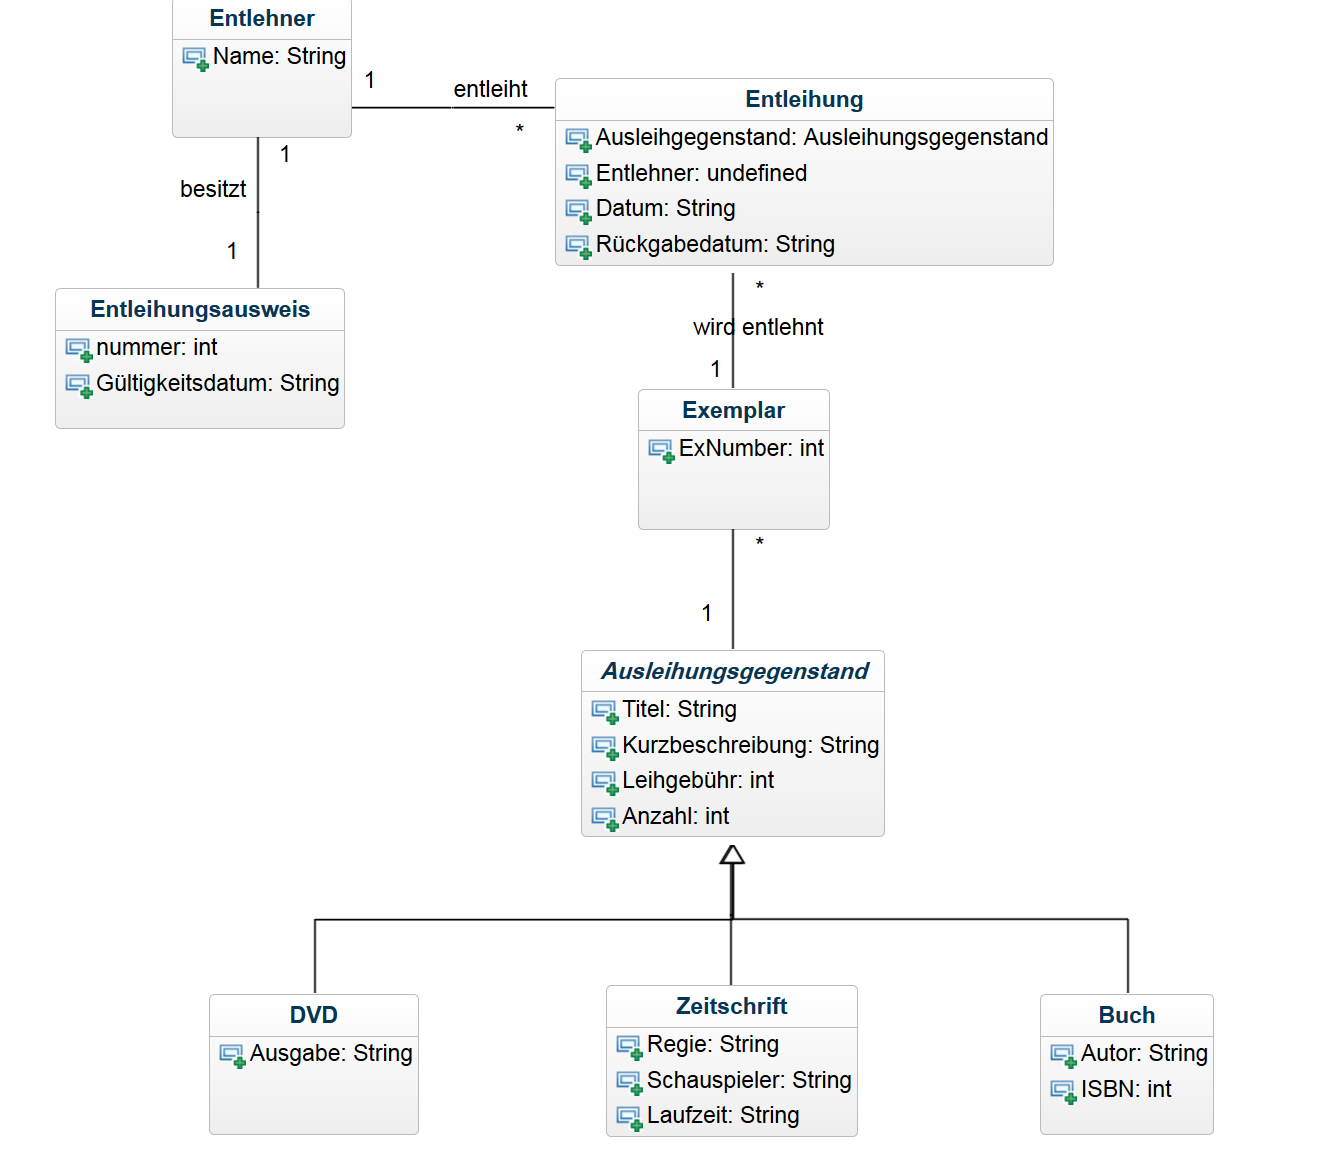 Entlehner
Name: String
1
entleiht
*
Entleihung
Ausleihgegenstand: Ausleihungsgegenstand
Entlehner: undefined
Datum: String
Rückgabedatum: String
1
besitzt
1
Entleihungsausweis
nummer: int
Gültigkeitsdatum: String
*
wird entlehnt
1
Exemplar
ExNumber: int
*
1
Ausleihungsgegenstand
Titel: String
Kurzbeschreibung: String
Leihgebühr: int
Anzahl: int
DVD
Ausgabe: String
Zeitschrift
Regie: String
Schauspieler: String
Laufzeit: String
Buch
Autor: String
ISBN: int